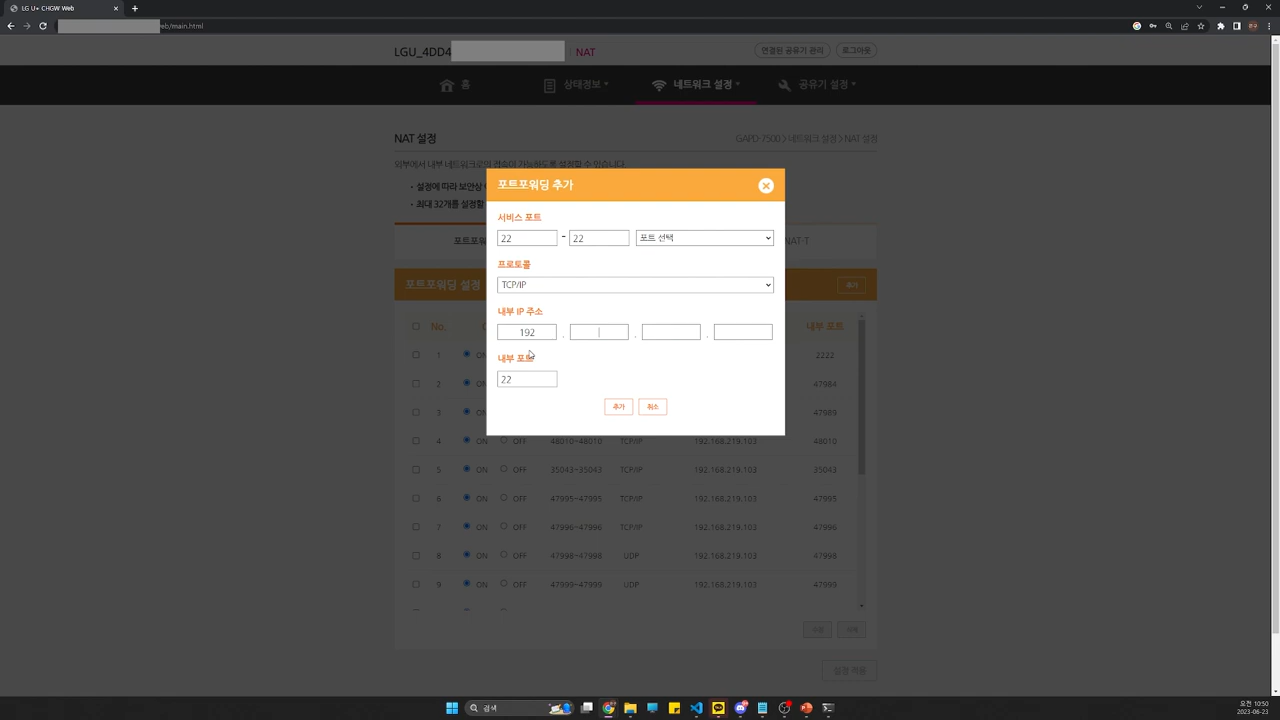 LG U+ CHGW Web
eb/main.html
LGU_4DD4
NAT
연결된 공유기 관리
로그아웃
홈
상태정보
네트워크 설정
공유기 설정
NAT 설정
GAPD-7500 > 네트워크 설정 > NAT 설정
외부에서 내부 네트워크로의 접속이 가능하도록 설정할 수 있습니다.
· 설정에 따라 보안상
· 최대 32개를 설정할
포트포워
NAT-T
포트포워딩 설정
추가
포트포워딩 추가
서비스 포트
22 - 22 포트 선택
프로토콜
TCP/IP
내부 IP 주소
192 . . .
내부 포트
22
추가 취소
No.
내부 포트
1 2222
2 47984
3 47989
4 ON OFF 48010~48010 TCP/IP 192.168.219.103 48010
5 ON OFF 35043~35043 TCP/IP 192.168.219.103 35043
6 ON OFF 47995~47995 TCP/IP 192.168.219.103 47995
7 ON OFF 47996~47996 TCP/IP 192.168.219.103 47996
8 ON OFF 47998~47998 UDP 192.168.219.103 47998
9 ON OFF 47999~47999 UDP 192.168.219.103 47999
설정 적용
검색
오전 10:50
2023-06-23